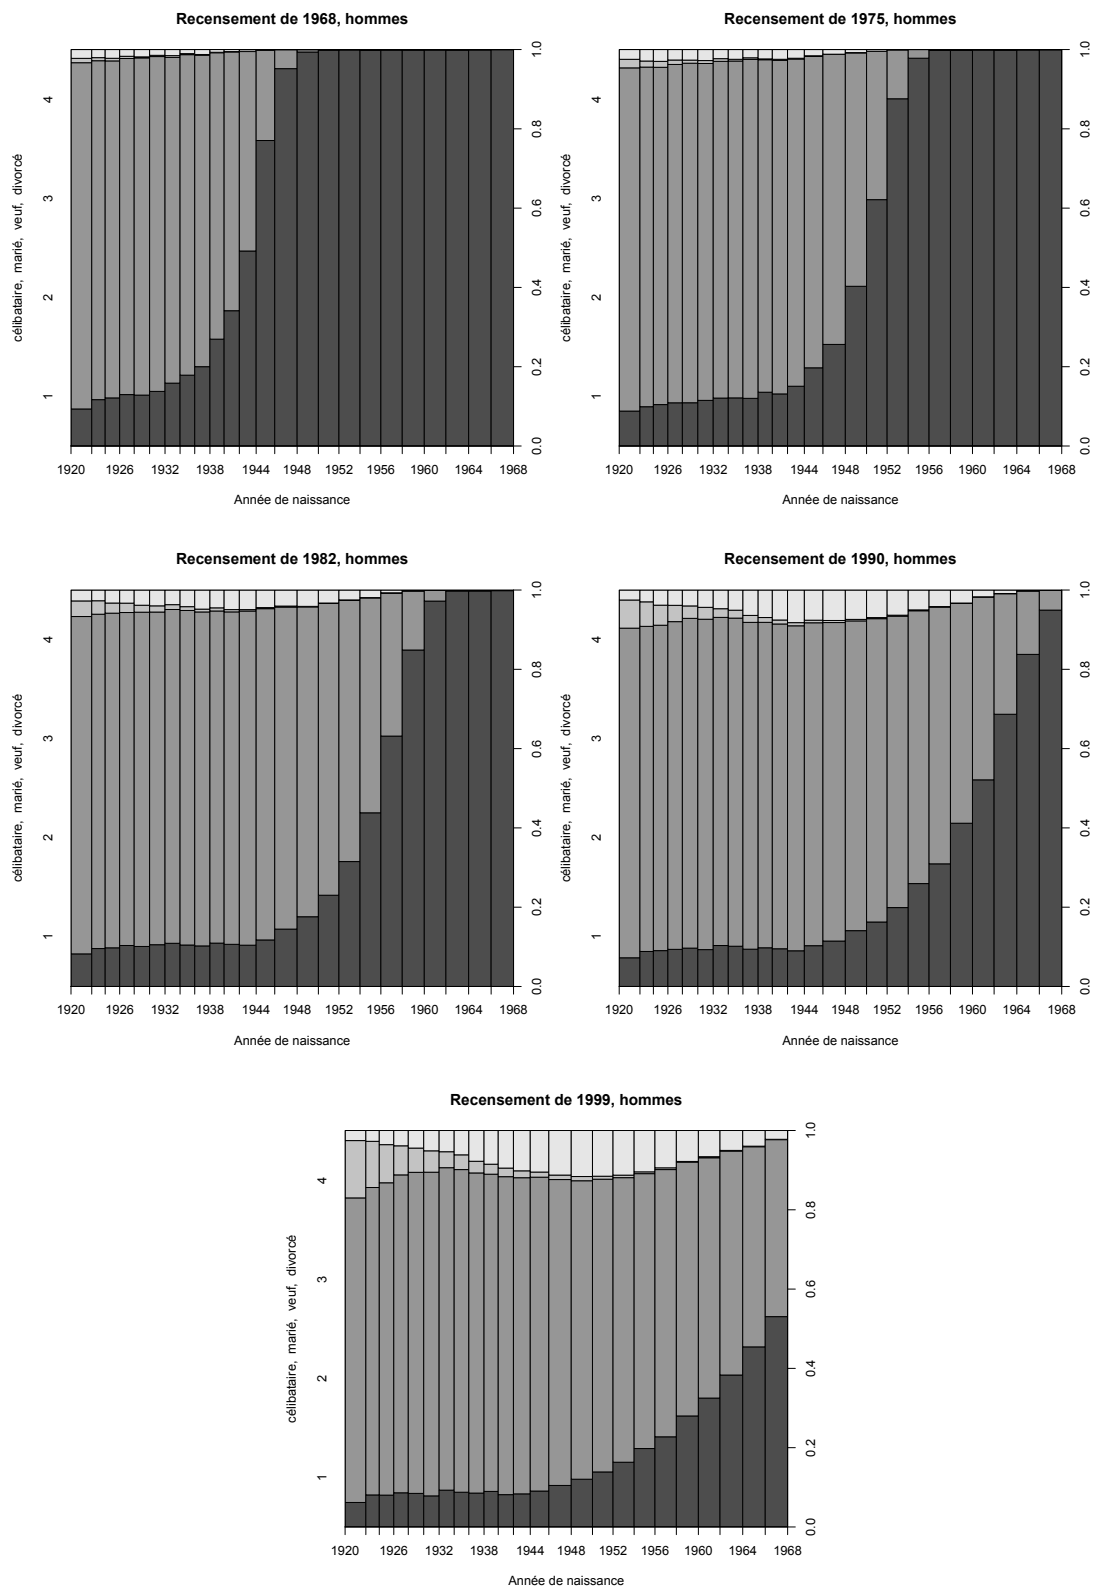 Recensement de 1968, hommes
célibataire, marié, veuf, divorcé
4
3
2
1
1.0
0.8
0.6
0.4
0.2
0.0
1920 1926 1932 1938 1944 1948 1952 1956 1960 1964 1968
Année de naissance
Recensement de 1975, hommes
célibataire, marié, veuf, divorcé
4
3
2
1
1.0
0.8
0.6
0.4
0.2
0.0
1920 1926 1932 1938 1944 1948 1952 1956 1960 1964 1968
Année de naissance
Recensement de 1982, hommes
célibataire, marié, veuf, divorcé
4
3
2
1
1.0
0.8
0.6
0.4
0.2
0.0
1920 1926 1932 1938 1944 1948 1952 1956 1960 1964 1968
Année de naissance
Recensement de 1990, hommes
célibataire, marié, veuf, divorcé
4
3
2
1
1.0
0.8
0.6
0.4
0.2
0.0
1920 1926 1932 1938 1944 1948 1952 1956 1960 1964 1968
Année de naissance
Recensement de 1999, hommes
célibataire, marié, veuf, divorcé
4
3
2
1
1.0
0.8
0.6
0.4
0.2
0.0
1920 1926 1932 1938 1944 1948 1952 1956 1960 1964 1968
Année de naissance